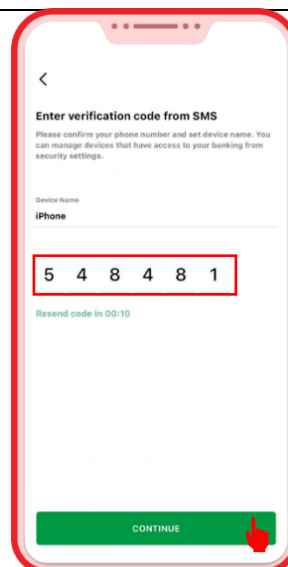 Enter verification code from SMS
Please confirm your phone number and set device name. You
can manage devices that have access to your banking from
security settings.
Device Name
iPhone
5 4 8 4 8 1
Resend code in 00:10
CONTINUE